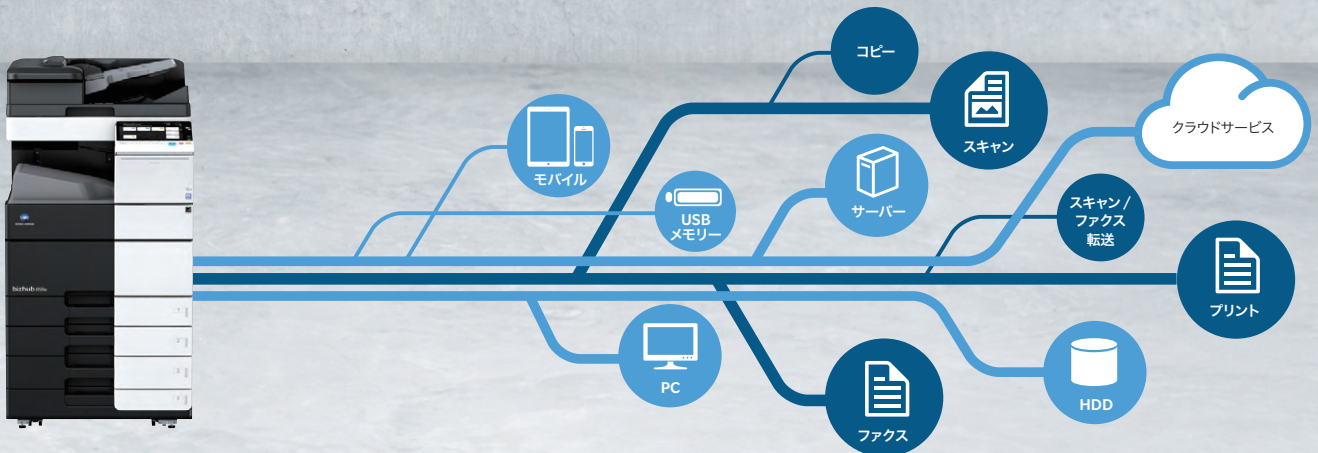 コピー
スキャン
クラウドサービス
モバイル
USB
メモリー
サーバー
スキャン /
ファクス
転送
プリント
bizhub
PC
HDD
ファクス